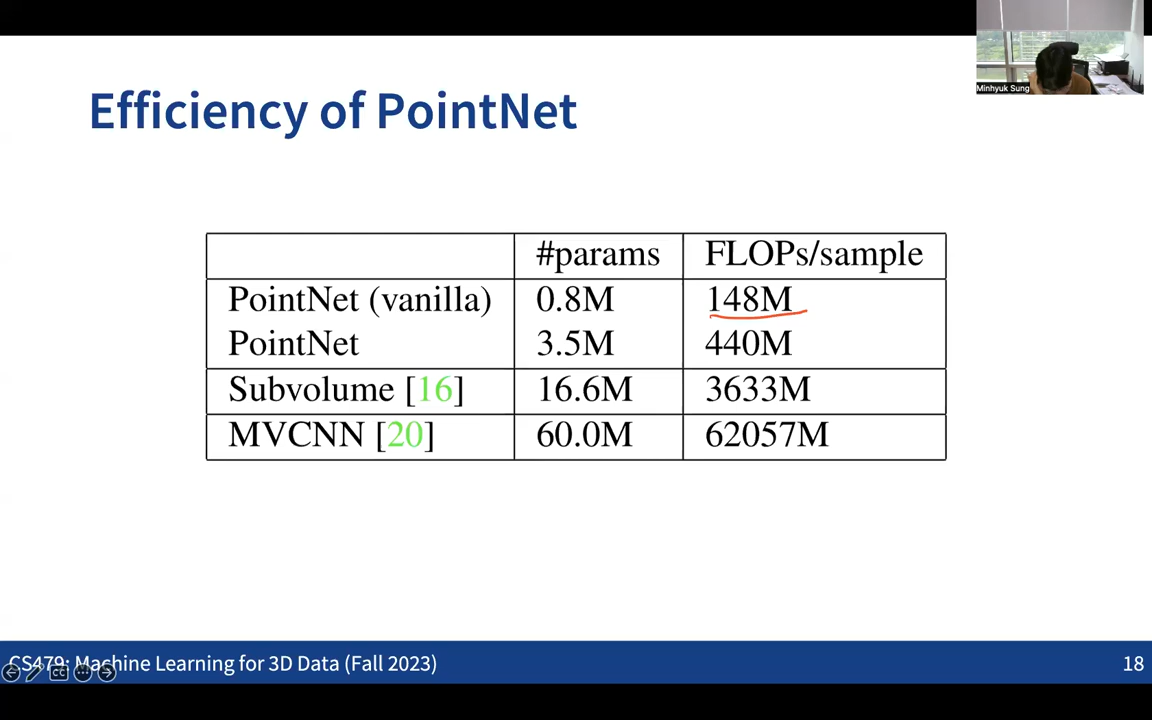 Minhyuk Sung
Efficiency of PointNet
#params FLOPs/sample
PointNet (vanilla) 0.8M 148M
PointNet 3.5M 440M
Subvolume [16] 16.6M 3633M
MVCNN [20] 60.0M 62057M
CS479: Machine Learning for 3D Data (Fall 2023) 18